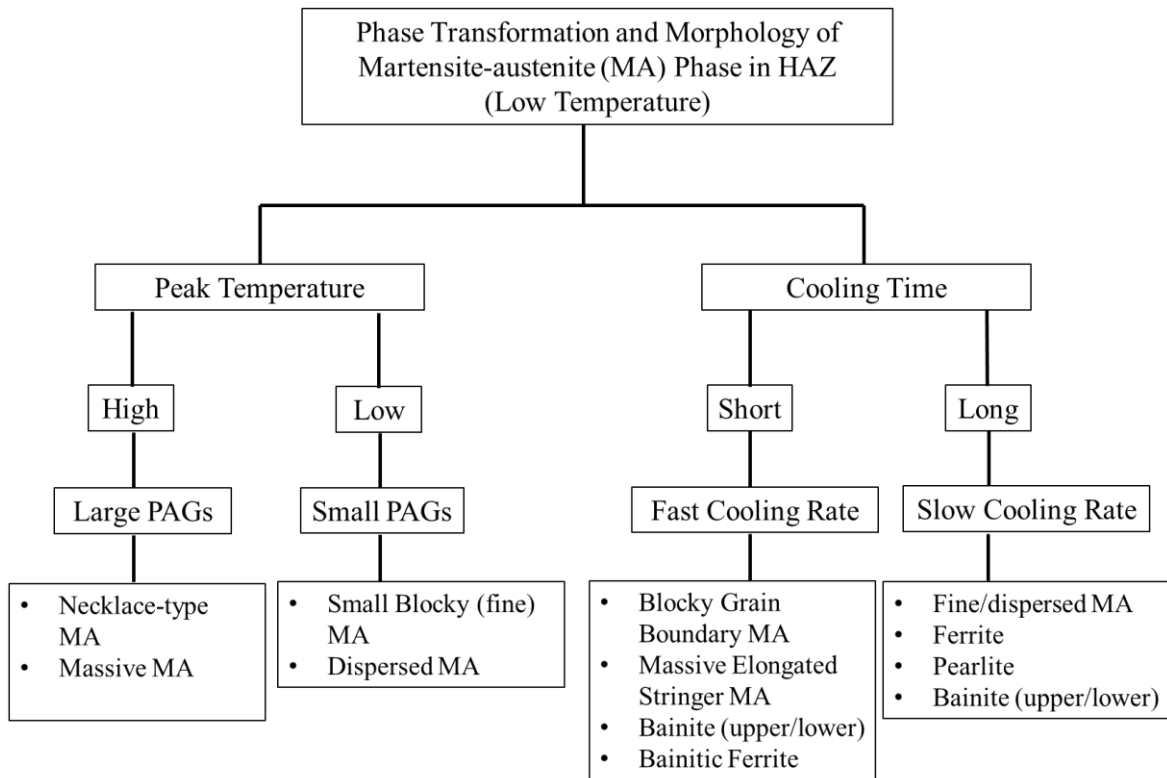 Phase Transformation and Morphology of
Martensite-austenite (MA) Phase in HAZ
(Low Temperature)
Peak Temperature
Cooling Time
High
Low
Short
Long
Large PAGs
Small PAGs
Fast Cooling Rate
Slow Cooling Rate
• Necklace-type
MA
• Massive MA
• Small Blocky (fine)
MA
• Dispersed MA
• Blocky Grain
Boundary MA
• Massive Elongated
Stringer MA
• Bainite (upper/lower)
• Bainitic Ferrite
• Fine/dispersed MA
• Ferrite
• Pearlite
• Bainite (upper/lower)